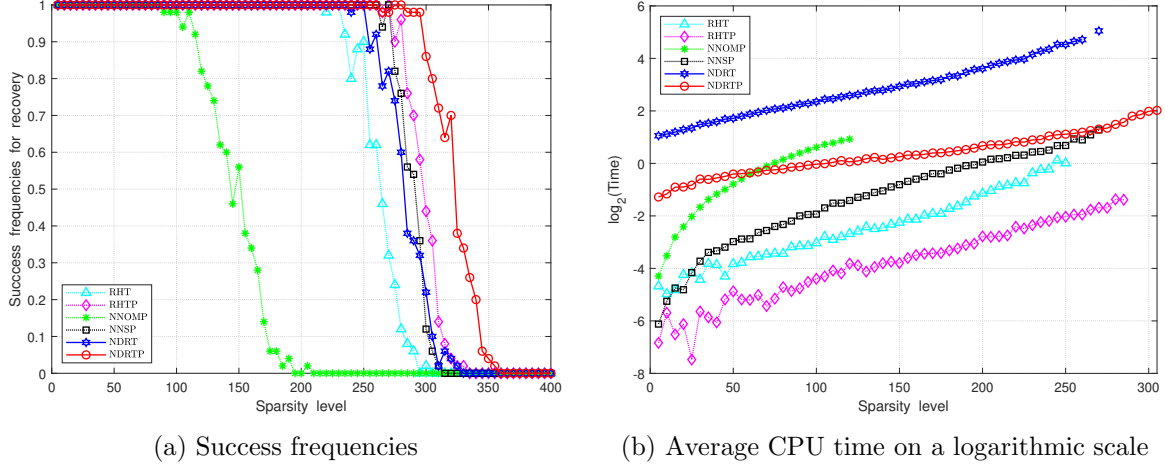 1
0.9
0.8
0.7
0.6
0.5
0.4
0.3
0.2
0.1
0
Success frequencies for recovery
RHT
RHTP
NNOMP
NNSP
NDRT
NDRTP
0 50 100 150 200 250 300 350 400
Sparsity level
(a) Success frequencies
6
4
2
0
-2
-4
-6
-8
log2(Time)
RHT
RHTP
NNOMP
NNSP
NDRT
NDRTP
0 50 100 150 200 250 300
Sparsity level
(b) Average CPU time on a logarithmic scale